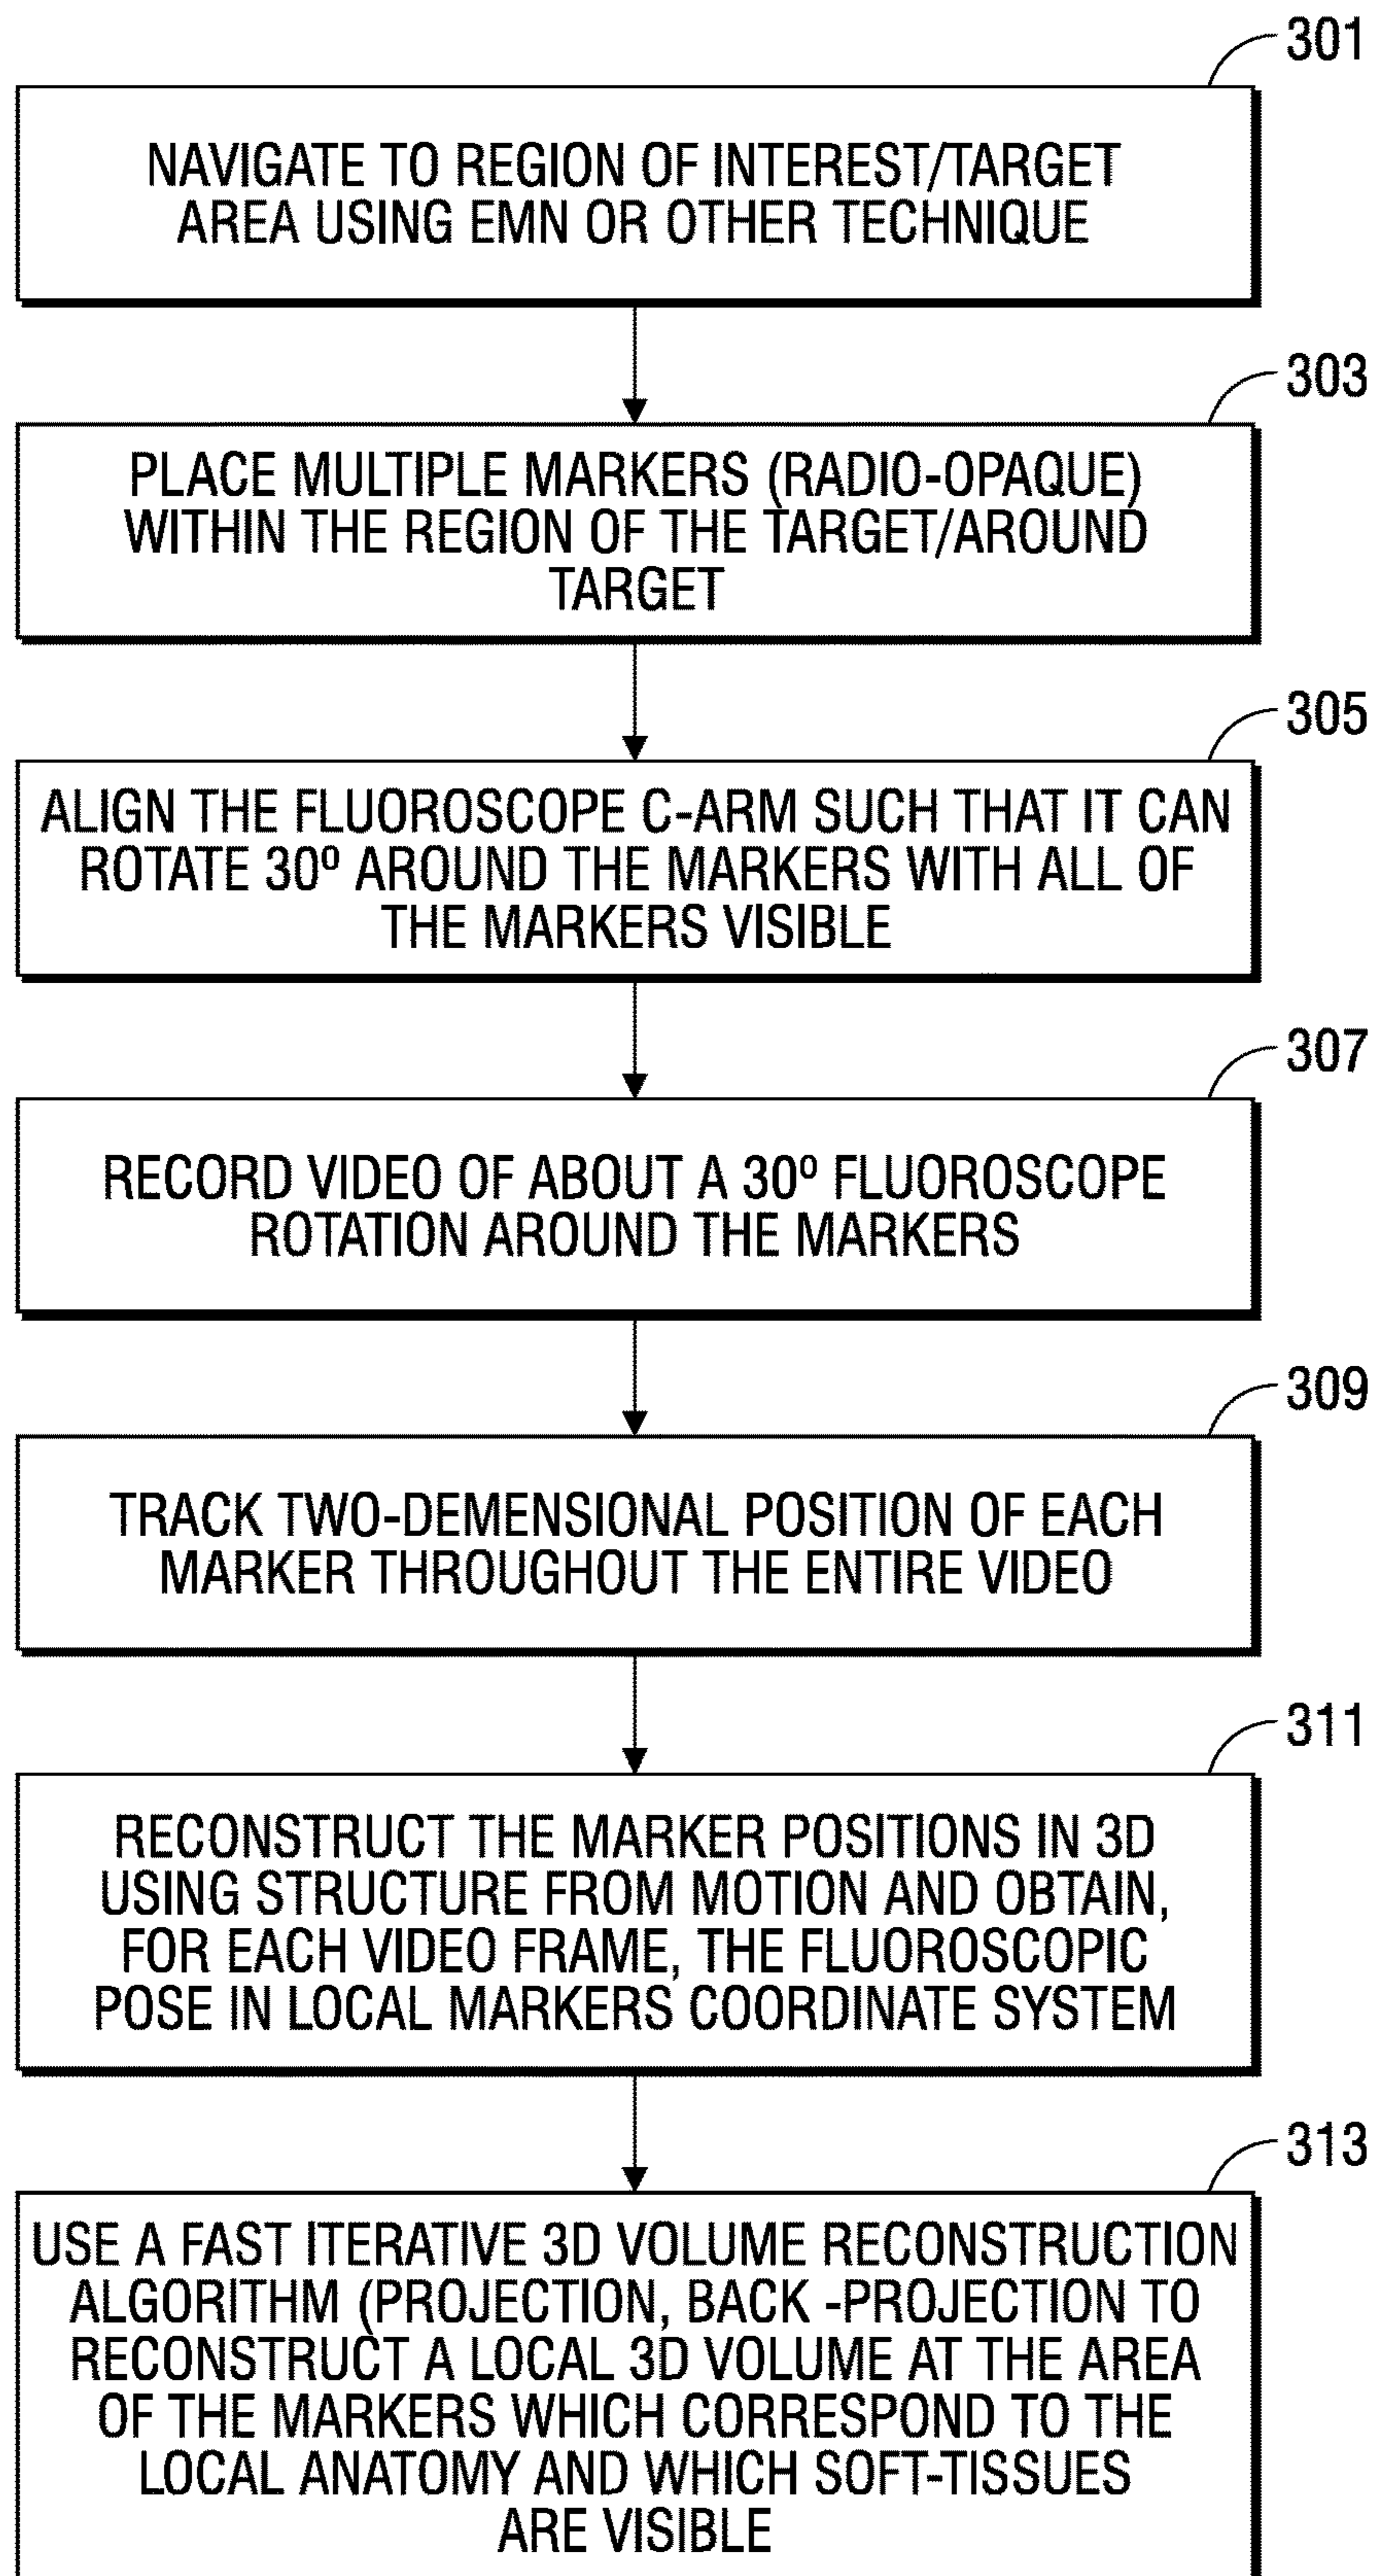 301
NAVIGATE TO REGION OF INTEREST/TARGET
AREA USING EMN OR OTHER TECHNIQUE
303
PLACE MULTIPLE MARKERS (RADIO-OPAQUE)
WITHIN THE REGION OF THE TARGET/AROUND
TARGET
305
ALIGN THE FLUOROSCOPE C-ARM SUCH THAT IT CAN
ROTATE 30º AROUND THE MARKERS WITH ALL OF
THE MARKERS VISIBLE
307
RECORD VIDEO OF ABOUT A 30º FLUOROSCOPE
ROTATION AROUND THE MARKERS
309
TRACK TWO-DEMENSIONAL POSITION OF EACH
MARKER THROUGHOUT THE ENTIRE VIDEO
311
RECONSTRUCT THE MARKER POSITIONS IN 3D
USING STRUCTURE FROM MOTION AND OBTAIN,
FOR EACH VIDEO FRAME, THE FLUOROSCOPIC
POSE IN LOCAL MARKERS COORDINATE SYSTEM
313
USE A FAST ITERATIVE 3D VOLUME RECONSTRUCTION
ALGORITHM (PROJECTION, BACK -PROJECTION TO
RECONSTRUCT A LOCAL 3D VOLUME AT THE AREA
OF THE MARKERS WHICH CORRESPOND TO THE
LOCAL ANATOMY AND WHICH SOFT-TISSUES
ARE VISIBLE